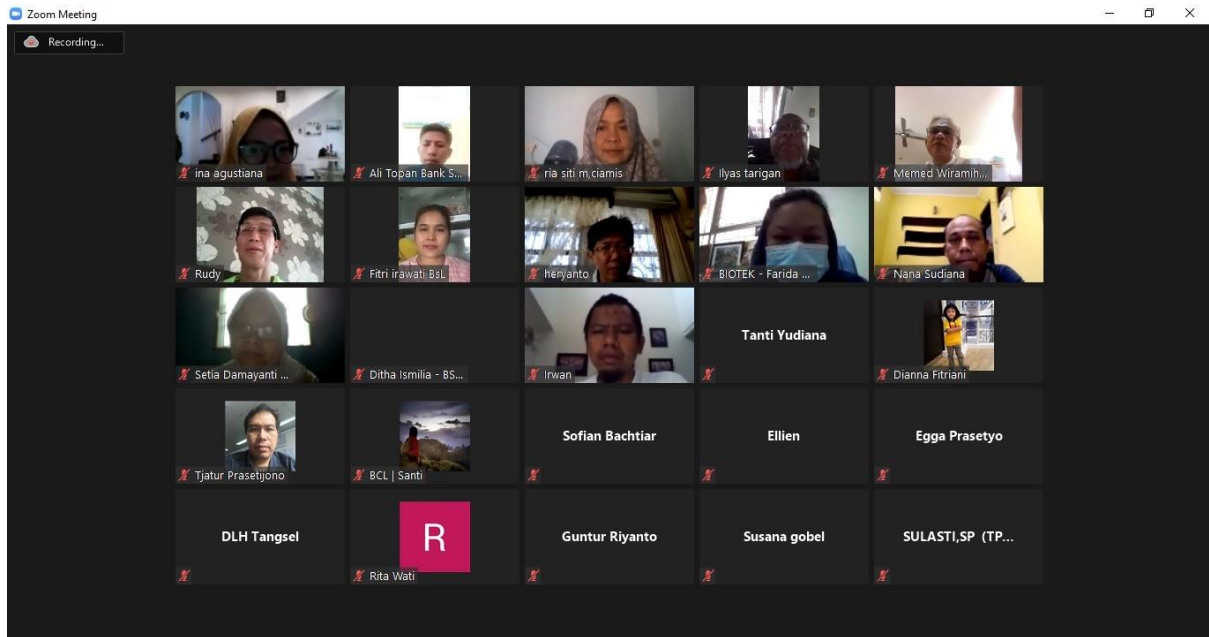 Zoom Meeting
Recording...
ina agustiana
Ali Topan Bank S...
ria siti m,ciamis
Ilyas tarigan
Memed Wiramih...
Rudy
Fitri irawati BsL
heryanto
BIOTEK - Farida ...
Nana Sudiana
Setia Damayanti ...
Ditha Ismilia - BS...
Irwan
Tanti Yudiana
Dianna Fitriani
Tjatur Prasetijono
BCL | Santi
Sofian Bachtiar
Ellien
Egga Prasetyo
DLH Tangsel
R
Rita Wati
Guntur Riyanto
Susana gobel
SULASTI,SP (TP...